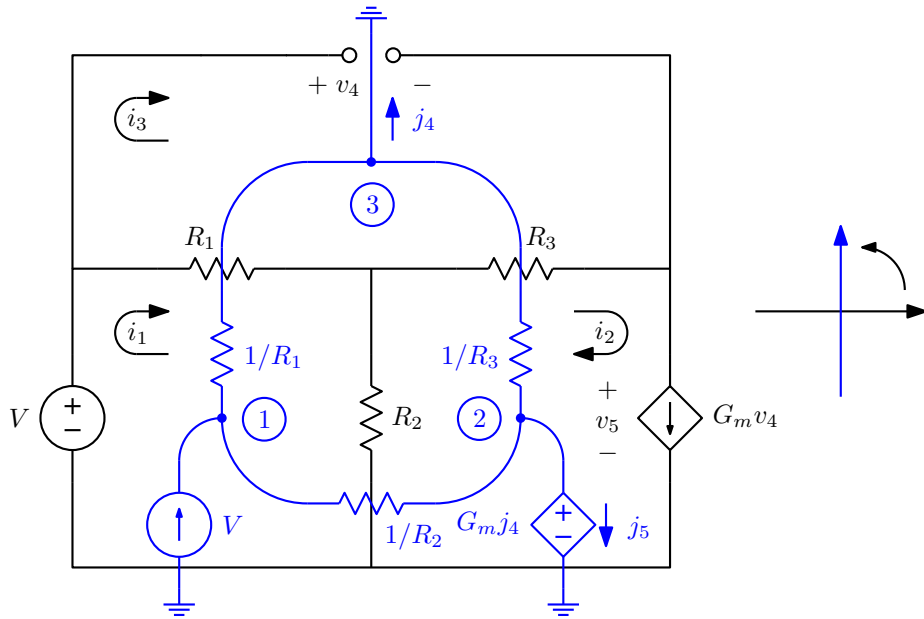 + v₄ −
i₃
j₄
3
R₁
R₃
i₁
i₂
1/R₁
1/R₃
+
V
+
−
1
2
R₂
v₅
Gₘv₄
−
V
1/R₂
Gₘj₄
+
−
j₅